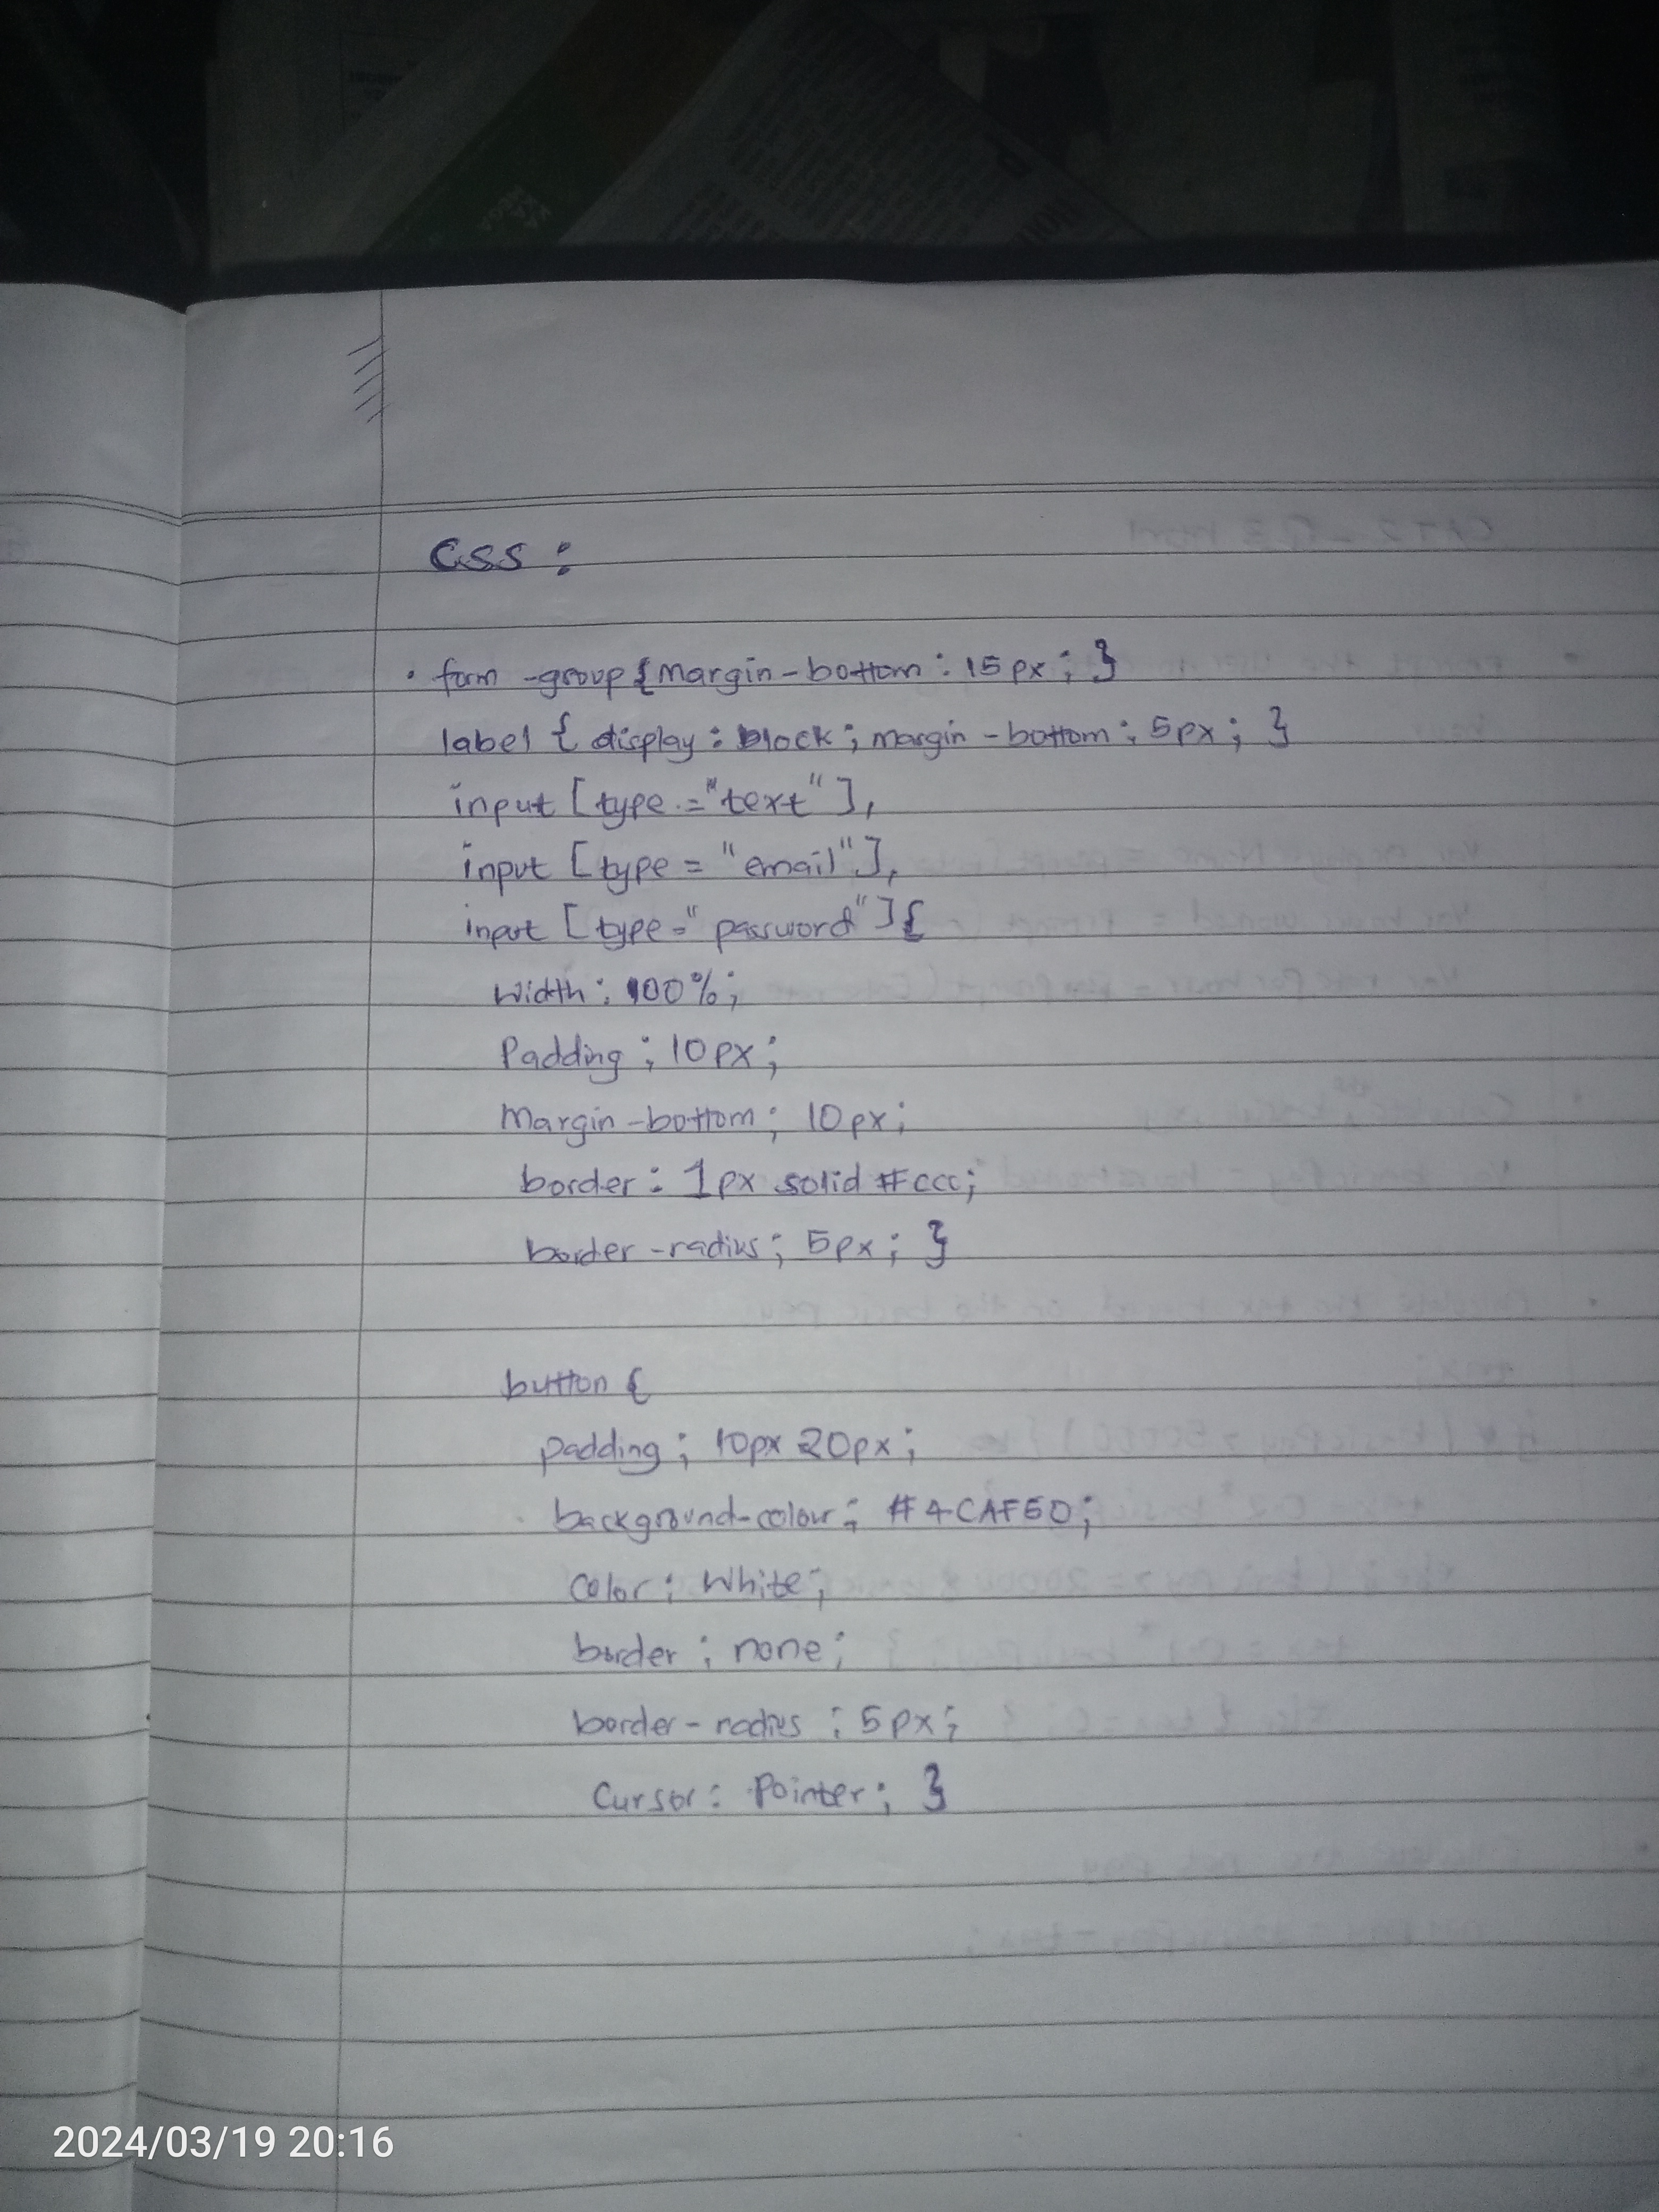 CSS :
. form -group { Margin-bottom : 15px ; }
label { display : block ; margin - bottom : 5px ; }
input [ type = "text" ],
input [ type = "email" ],
input [ type = " password" ] {
Width : 100% ;
Padding ; 10px ;
Margin -bottom ; 10px ;
border : 1px solid #ccc ;
border -radius ; 5px ; }
button {
padding ; 10px 20px ;
background-colour ; #4CAF50 ;
Color : White ;
border ; none ;
border- radius : 5px ;
Cursor : Pointer ; }
2024/03/19 20:16